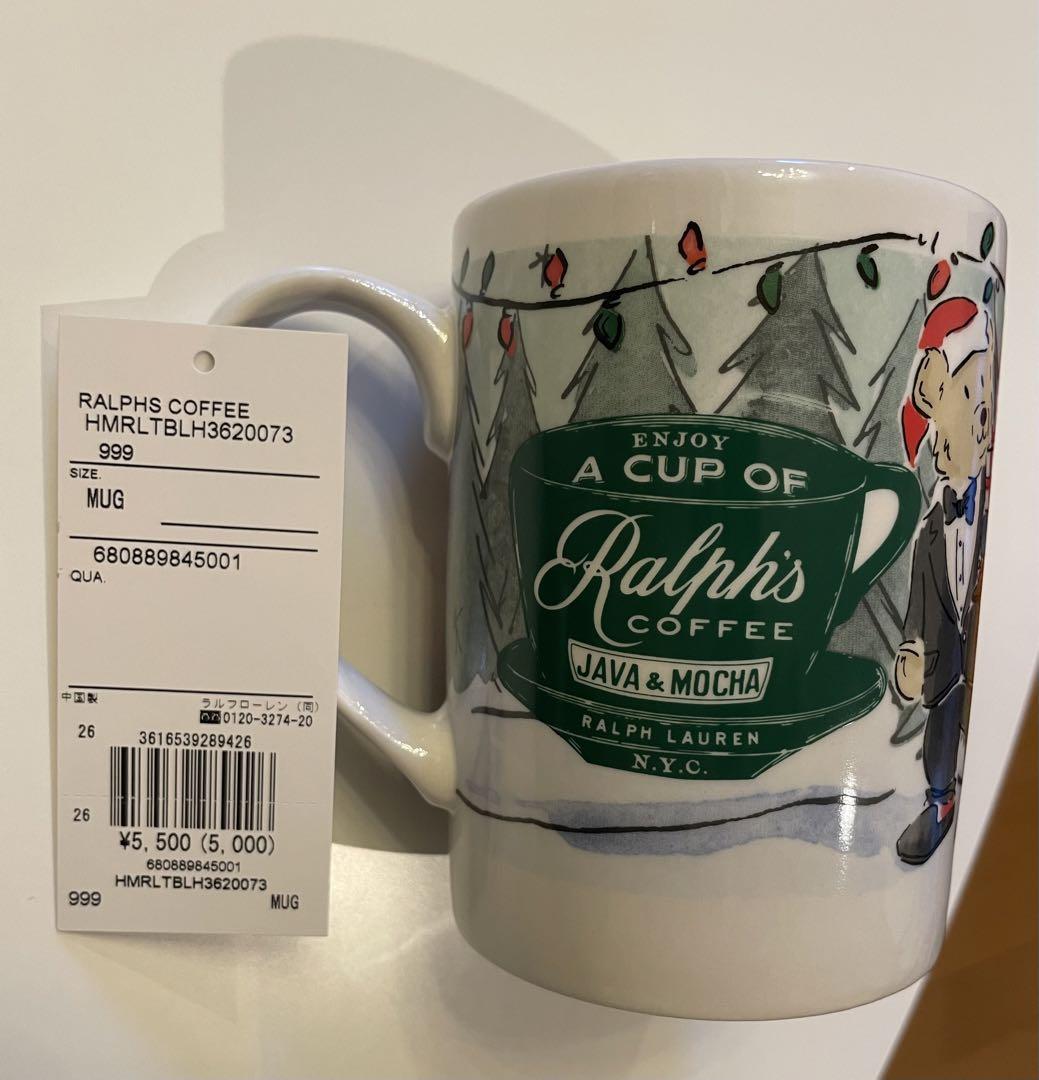 RALPHS COFFEE
HMRLTBLH3620073
999
SIZE.
MUG
680889845001
QUA.
中国製
ラルフローレン (同)
0120-3274-20
26
3616539289426
26
¥5,500 (5,000)
680889845001
HMRLTBLH3620073
999
MUG
ENJOY
A CUP OF
Ralph's
COFFEE
JAVA & MOCHA
RALPH LAUREN
N.Y.C.